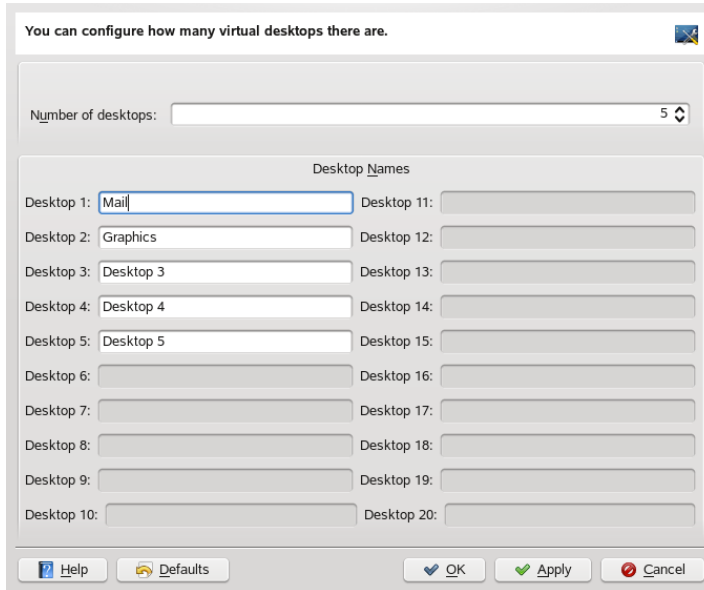 You can configure how many virtual desktops there are.
Number of desktops: 5
Desktop Names
Desktop 1: Mail Desktop 11:
Desktop 2: Graphics Desktop 12:
Desktop 3: Desktop 3 Desktop 13:
Desktop 4: Desktop 4 Desktop 14:
Desktop 5: Desktop 5 Desktop 15:
Desktop 6: Desktop 16:
Desktop 7: Desktop 17:
Desktop 8: Desktop 18:
Desktop 9: Desktop 19:
Desktop 10: Desktop 20:
Help Defaults OK Apply Cancel